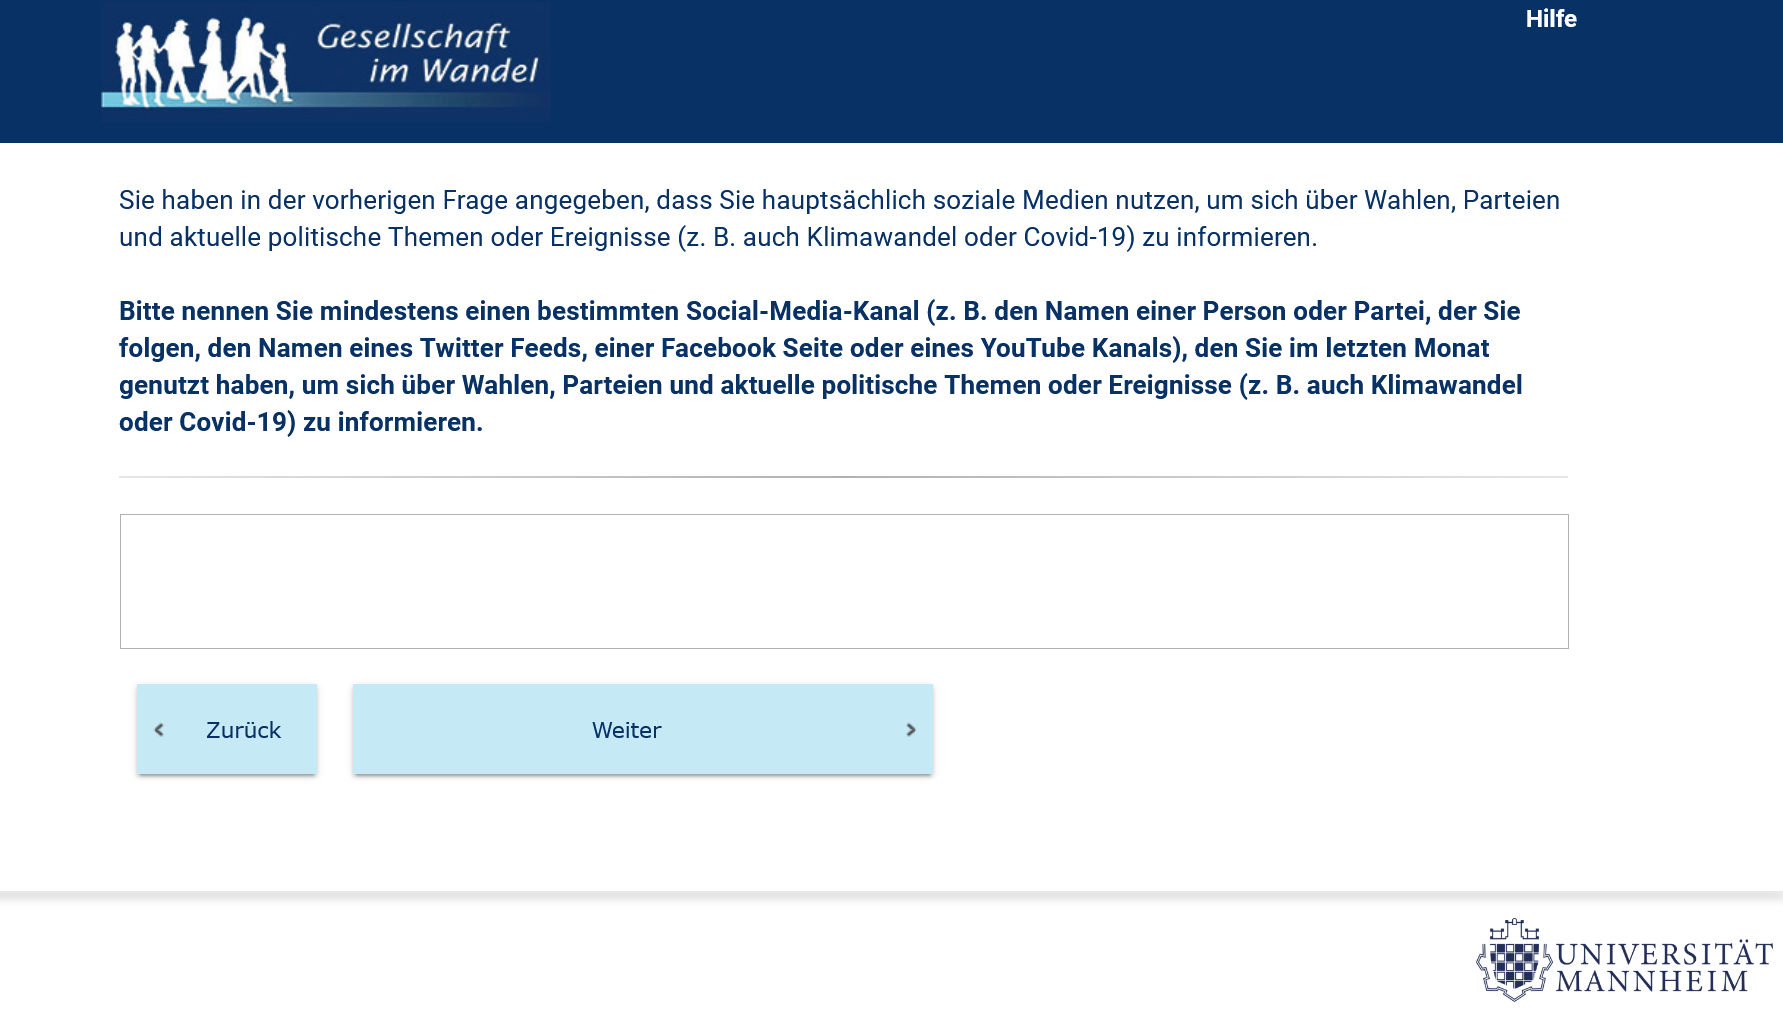 Gesellschaft
im Wandel
Hilfe
Sie haben in der vorherigen Frage angegeben, dass Sie hauptsächlich soziale Medien nutzen, um sich über Wahlen, Parteien
und aktuelle politische Themen oder Ereignisse (z. B. auch Klimawandel oder Covid-19) zu informieren.
Bitte nennen Sie mindestens einen bestimmten Social-Media-Kanal (z. B. den Namen einer Person oder Partei, der Sie
folgen, den Namen eines Twitter Feeds, einer Facebook Seite oder eines YouTube Kanals), den Sie im letzten Monat
genutzt haben, um sich über Wahlen, Parteien und aktuelle politische Themen oder Ereignisse (z. B. auch Klimawandel
oder Covid-19) zu informieren.
Zurück
Weiter
UNIVERSITÄT
MANNHEIM